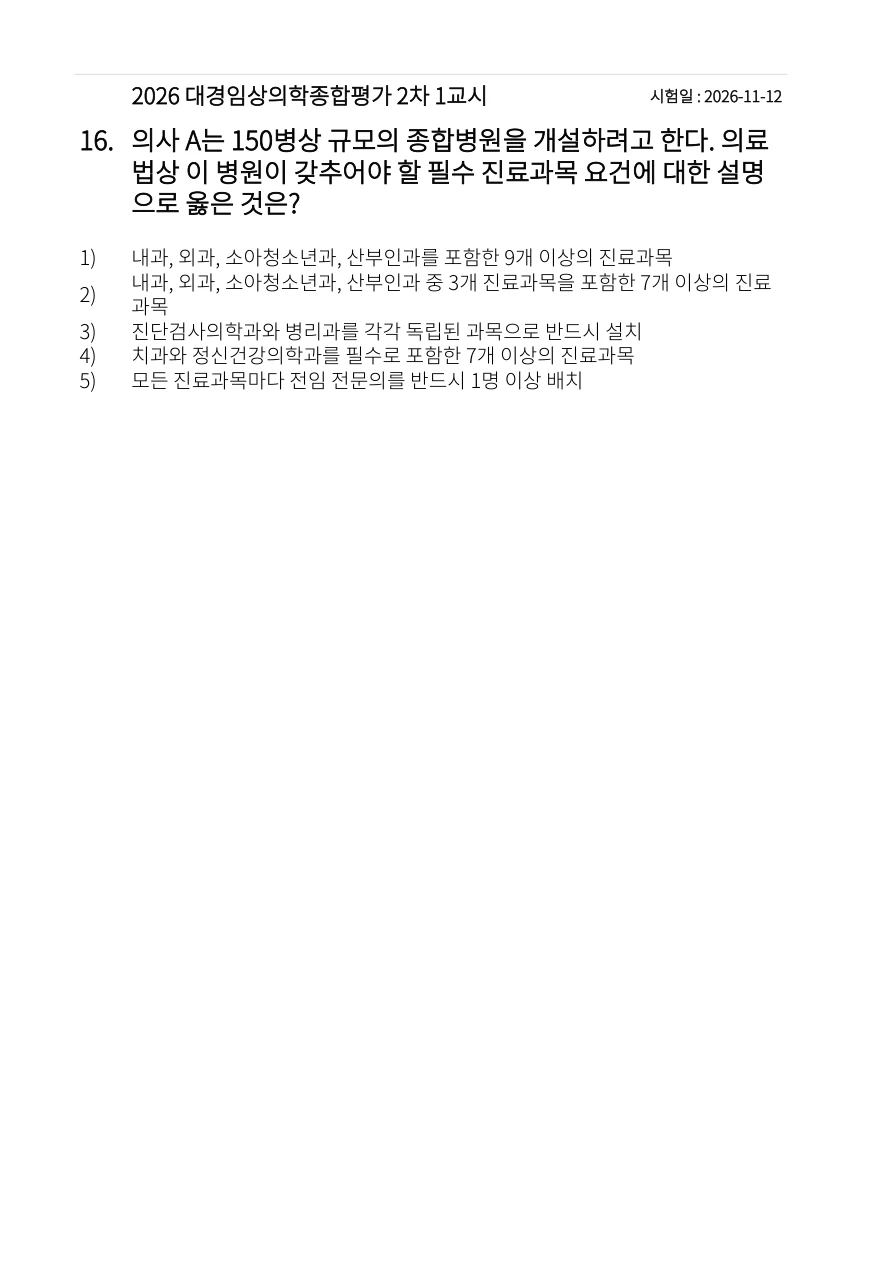 2026 대경임상의학종합평가 2차 1교시
시험일 : 2026-11-12
16. 의사 A는 150병상 규모의 종합병원을 개설하려고 한다. 의료
법상 이 병원이 갖추어야 할 필수 진료과목 요건에 대한 설명
으로 옳은 것은?
1) 내과, 외과, 소아청소년과, 산부인과를 포함한 9개 이상의 진료과목
2) 내과, 외과, 소아청소년과, 산부인과 중 3개 진료과목을 포함한 7개 이상의 진료
과목
3) 진단검사의학과와 병리과를 각각 독립된 과목으로 반드시 설치
4) 치과와 정신건강의학과를 필수로 포함한 7개 이상의 진료과목
5) 모든 진료과목마다 전임 전문의를 반드시 1명 이상 배치